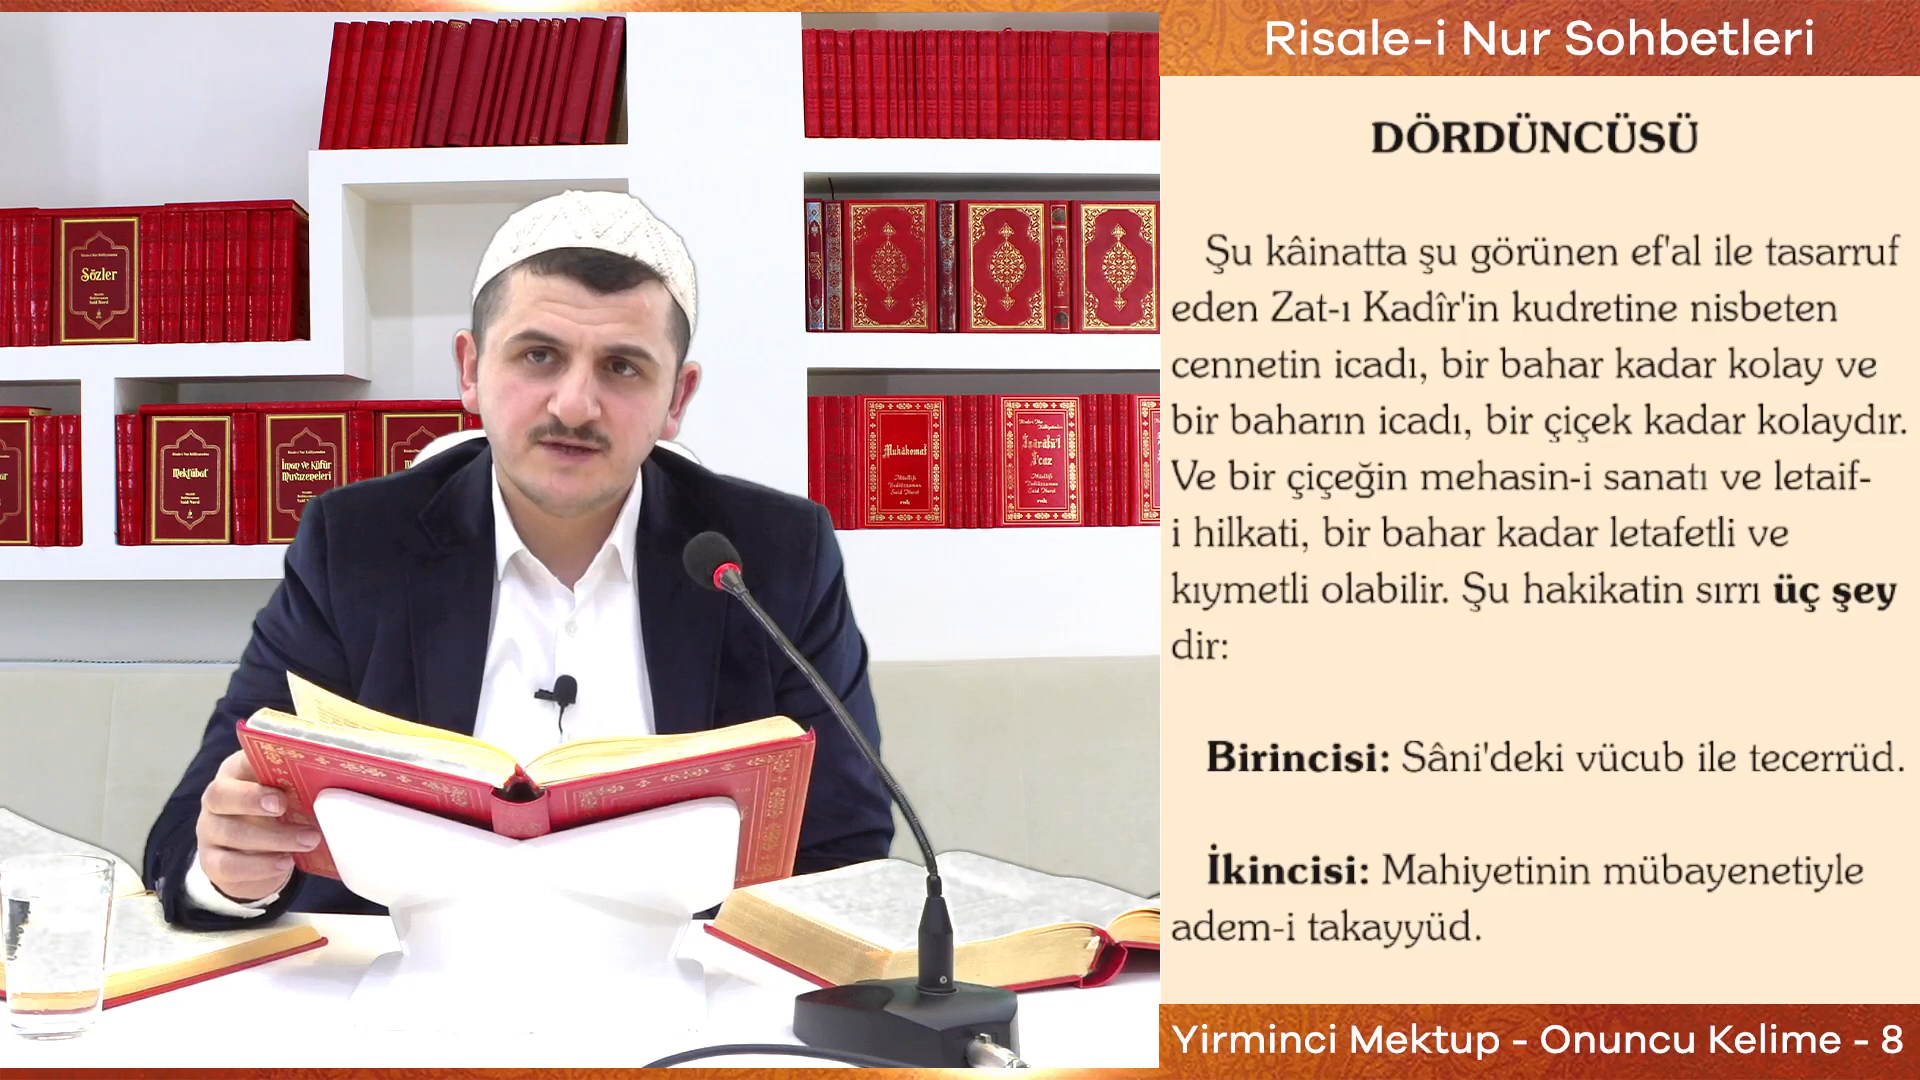 Risale-i Nur Sohbetleri
DÖRDÜNCÜSÜ
Şu kâinatta şu görünen ef'al ile tasarruf
eden Zat-ı Kadîr'in kudretine nisbeten
cennetin icadı, bir bahar kadar kolay ve
bir baharın icadı, bir çiçek kadar kolaydır.
Ve bir çiçeğin mehasin-i sanatı ve letaif-
i hilkati, bir bahar kadar letafetli ve
kıymetli olabilir. Şu hakikatin sırrı üç şey
dir:
Birincisi: Sâni'deki vücub ile tecerrüd.
İkincisi: Mahiyetinin mübayenetiyle
adem-i takayyüd.
Yirminci Mektup - Onuncu Kelime - 8
Sözler
Mektûbat
İman ve Küfür
Muvazeneleri
Muhâkemat
İşarâtü'l
İ'caz